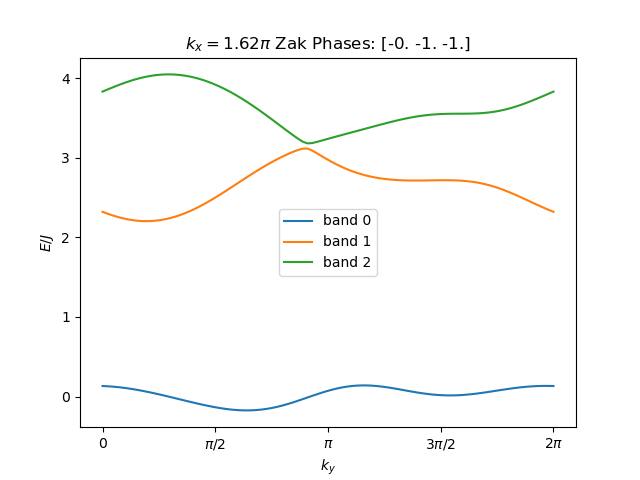 $k_x = 1.62\pi$ Zak Phases: [-0. -1. -1.]
E/J
4
3
2
1
0
band 0
band 1
band 2
0
π/2
π
3π/2
2π
$k_y$